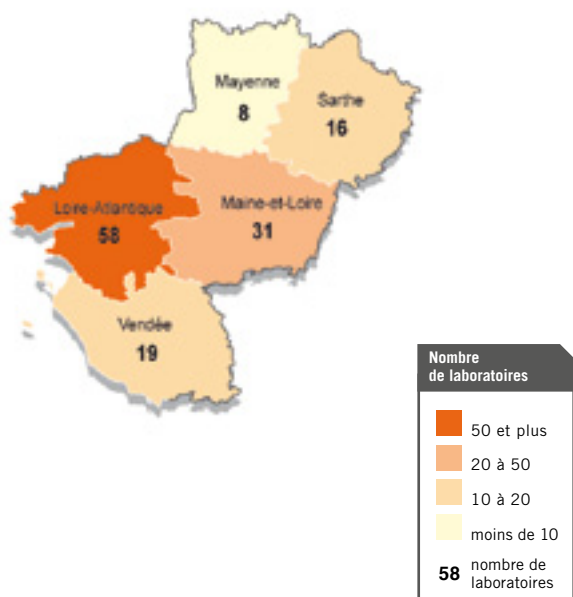 Mayenne
8
Sarthe
16
Loire-Atlantique
58
Maine-et-Loire
31
Vendée
19
Nombre
de laboratoires
50 et plus
20 à 50
10 à 20
moins de 10
58 nombre de
laboratoires